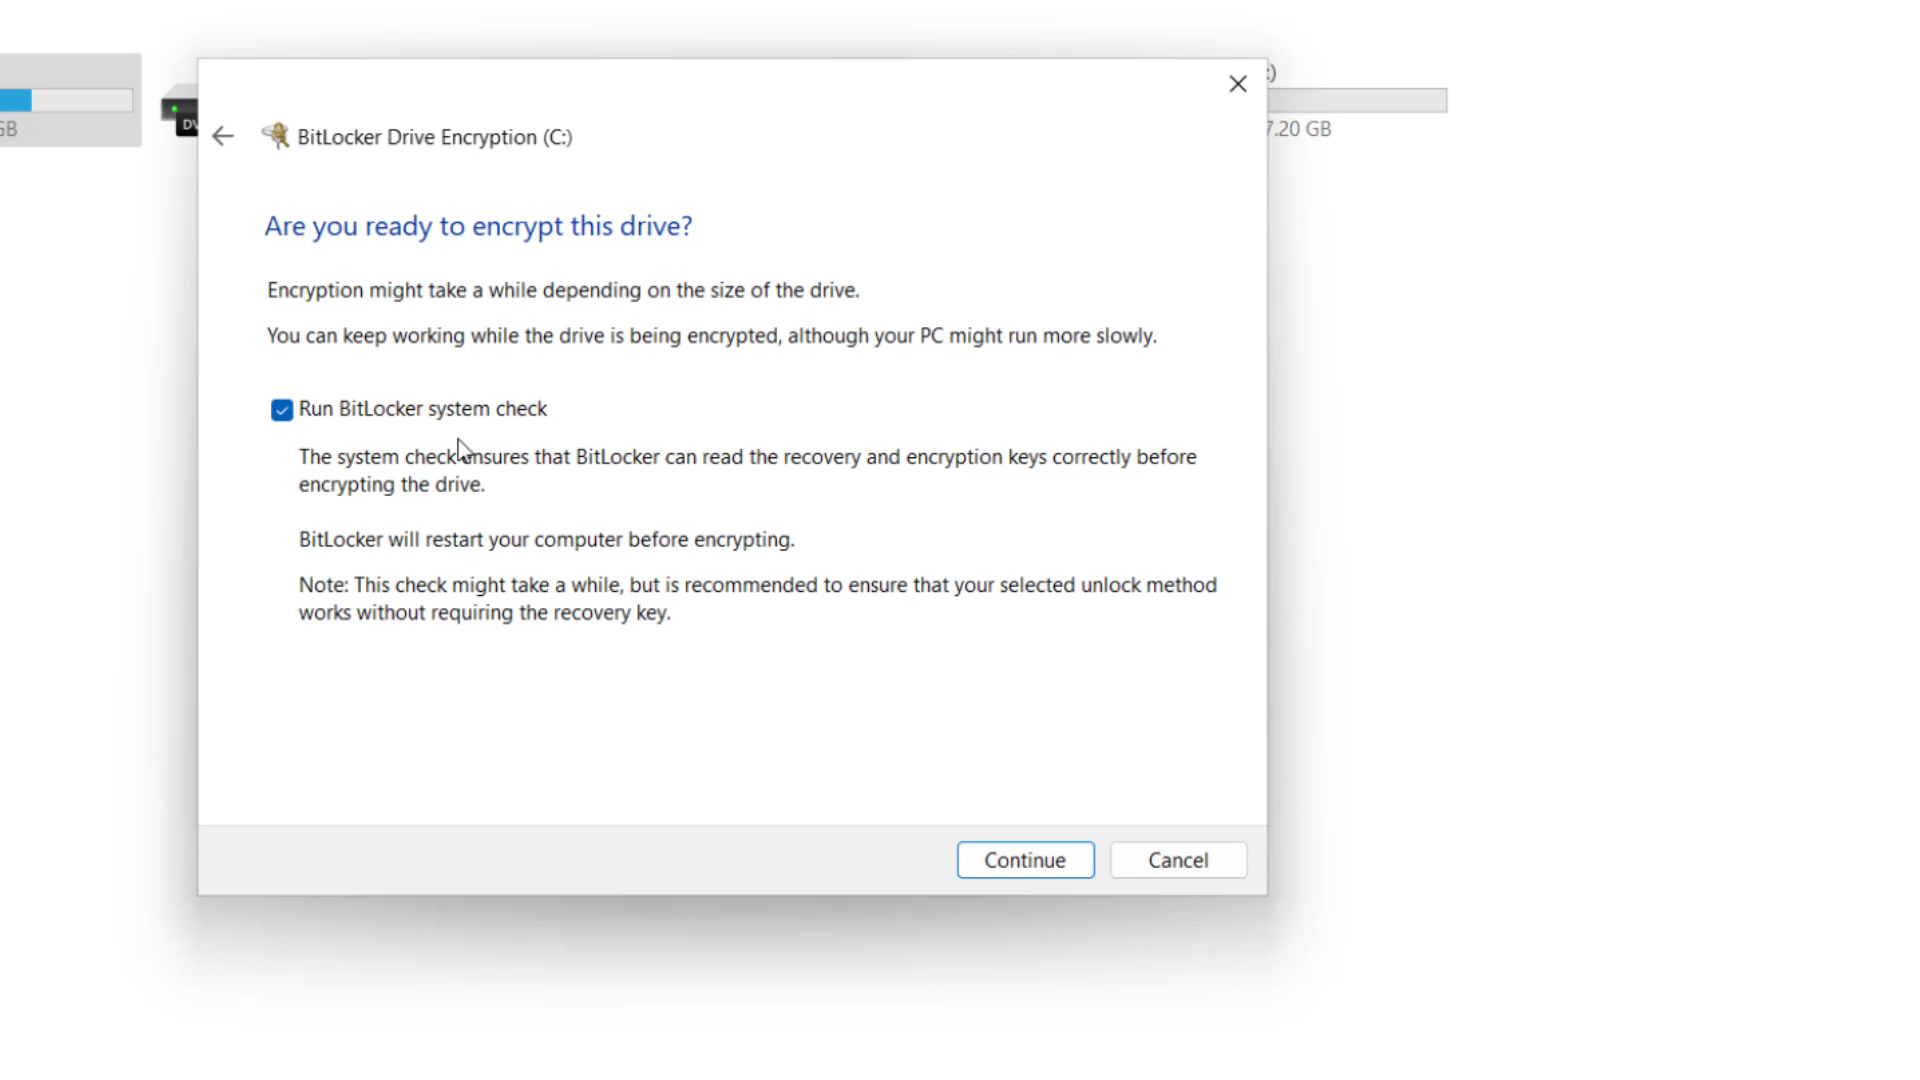 :)
GB
DV
7.20 GB
BitLocker Drive Encryption (C:)
Are you ready to encrypt this drive?
Encryption might take a while depending on the size of the drive.
You can keep working while the drive is being encrypted, although your PC might run more slowly.
Run BitLocker system check
The system check ensures that BitLocker can read the recovery and encryption keys correctly before
encrypting the drive.
BitLocker will restart your computer before encrypting.
Note: This check might take a while, but is recommended to ensure that your selected unlock method
works without requiring the recovery key.
Continue
Cancel